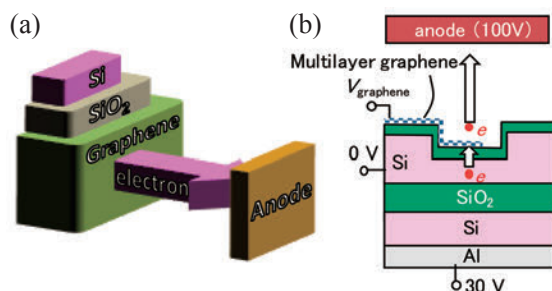 (a)
Si
SiO2
Graphene
electron
Anode
(b)
anode (100V)
Multilayer graphene
Vgraphene
e
0 V
Si
e
SiO2
Si
Al
30 V